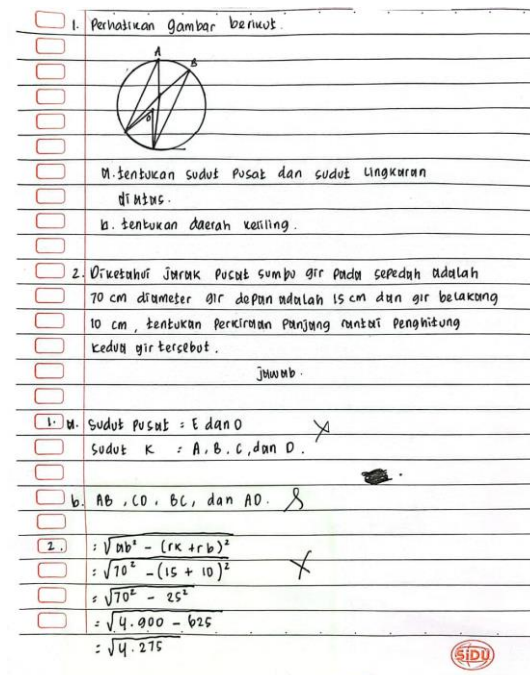 1. Perhatikan gambar berikut.
A
B
O
a. tentukan sudut pusat dan sudut lingkaran
diatas.
b. tentukan daerah keliling.
2. Diketahui jarak pusat sumbu gir pada sepedah adalah
70 cm diameter gir depan adalah 15 cm dan gir belakang
10 cm, tentukan perkiraan panjang rantai penghitung
kedua gir tersebut.
jawab.
1. a. Sudut pusat = E dan O
Sudut K = A, B, C, dan D.
b. AB, CD, BC, dan AD.
2. = √ab² - (rk + rb)²
= √70² - (15 + 10)²
= √70² - 25²
= √4.900 - 625
= √4.275
SIDU